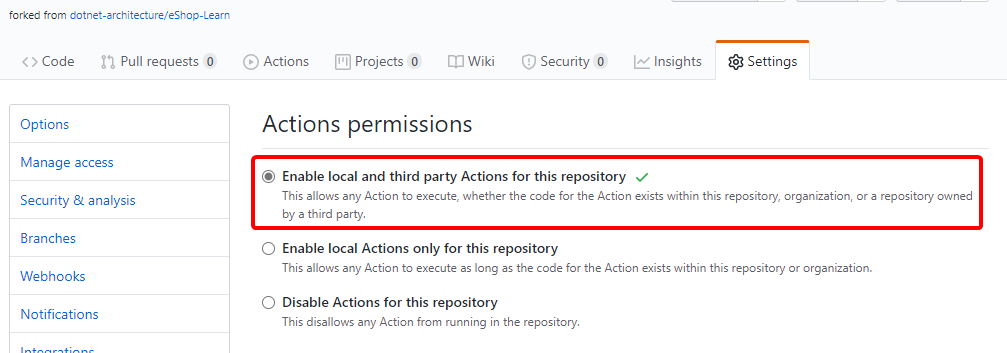 forked from dotnet-architecture/eShop-Learn
Code Pull requests 0 Actions Projects 0 Wiki Security 0 Insights Settings
Options
Manage access
Security & analysis
Branches
Webhooks
Notifications
Integrations
Actions permissions
Enable local and third party Actions for this repository
This allows any Action to execute, whether the code for the Action exists within this repository, organization, or a repository owned
by a third party.
Enable local Actions only for this repository
This allows any Action to execute as long as the code for the Action exists within this repository or organization.
Disable Actions for this repository
This disallows any Action from running in the repository.